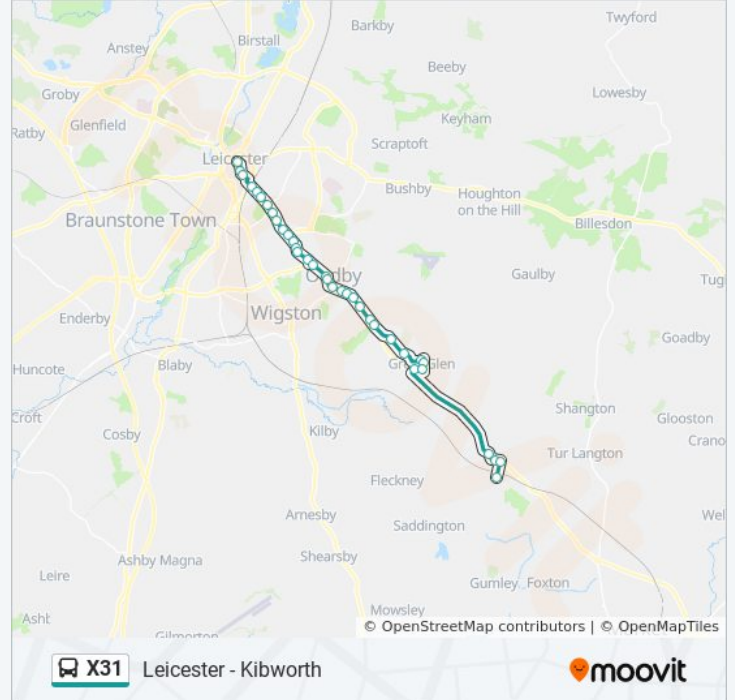 Twyford
Barkby
Birstall
Anstey
Beeby
Lowesby
Groby
Keyham
Glenfield
Ratby
Scraptoft
Leicester
Bushby
Houghton
on the Hill
Braunstone Town
Billesdon
Oadby
Gaulby
Tug
Wigston
Enderby
Goadby
Great Glen
Blaby
Huncote
Shangton
Croft
Glooston
Cosby
Kilby
Crano
Tur Langton
Fleckney
Arnesby
Wel
Saddington
Shearsby
Ashby Magna
Leire
Gumley
Foxton
Mowsley
Asht
Gilmorton
© OpenStreetMap contributors | © OpenMapTiles
X31
Leicester - Kibworth
moovit